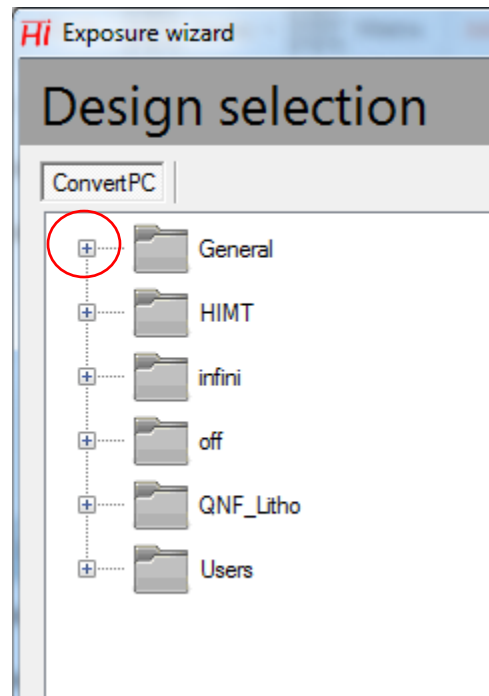 Hi Exposure wizard
Design selection
ConvertPC
General
HIMT
infini
off
QNF_Litho
Users